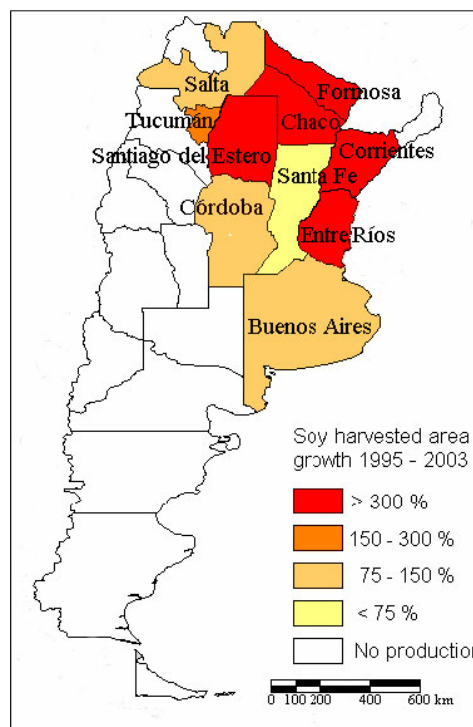 Salta
Formosa
Tucumán
Chaco
Santiago del Estero
Corrientes
Santa Fe
Córdoba
Entre Ríos
Buenos Aires
Soy harvested area
growth 1995 - 2003
> 300 %
150 - 300 %
75 - 150 %
< 75 %
No production
0 100 200 400 600 km